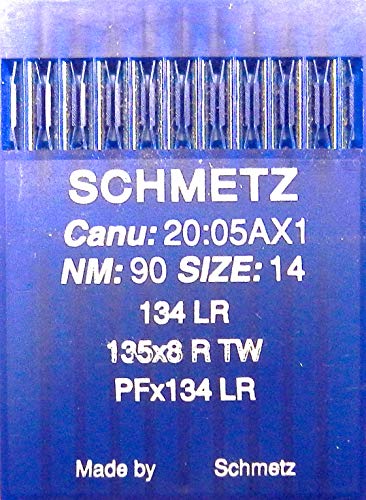 SCHMETZ
Canu: 20:05AX1
NM: 90 SIZE: 14
134 LR
135x8 R TW
PFx134 LR
Made by Schmetz